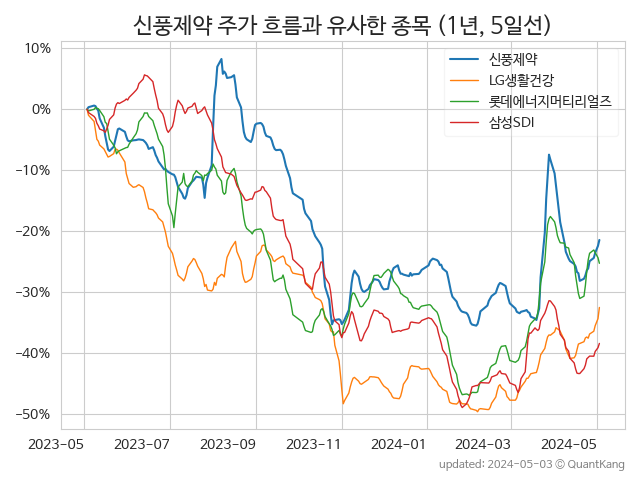 신풍제약 주가 흐름과 유사한 종목 (1년, 5일선)
신풍제약
LG생활건강
롯데에너지머티리얼즈
삼성SDI
10%
0%
−10%
−20%
−30%
−40%
−50%
2023-05
2023-07
2023-09
2023-11
2024-01
2024-03
2024-05
updated: 2024-05-03 © QuantKang